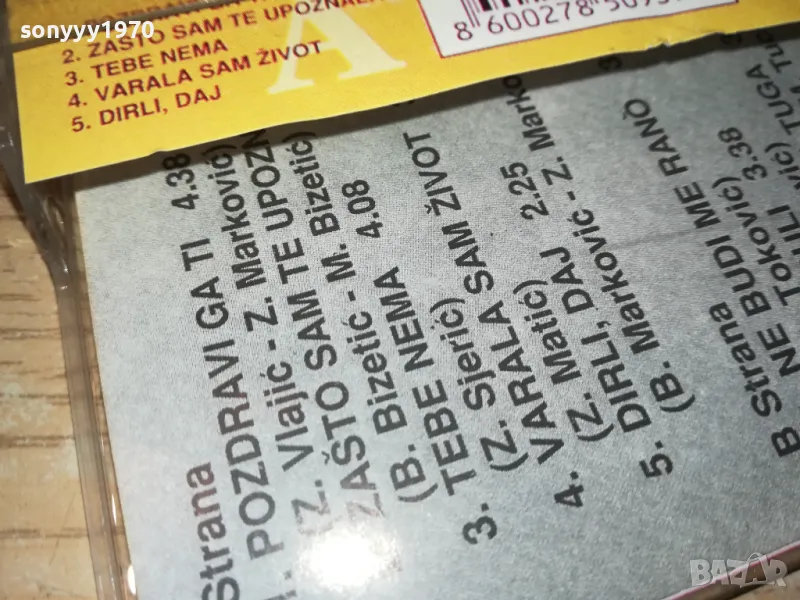 sonyyy1970
2. ZAŠTO SAM TE UPOZNALA
3. TEBE NEMA
4. VARALA SAM ŽIVOT
5. DIRLI, DAJ
A
8 600278
Strana
1. POZDRAVI GA TI 4.38
(Z. Vlajić - Z. Marković)
ZAŠTO SAM TE UPOZN
(B. Bizetić - M. Bizetić)
3. TEBE NEMA 4.08
(Z. Sjerić)
4. VARALA SAM ŽIVOT
(Z. Matić) 2.25
5. DIRLI, DAJ
(B. Marković - Z. Marko
B Strana
NE BUDI ME RANO
Toković) 3.38
TUGA
bazar